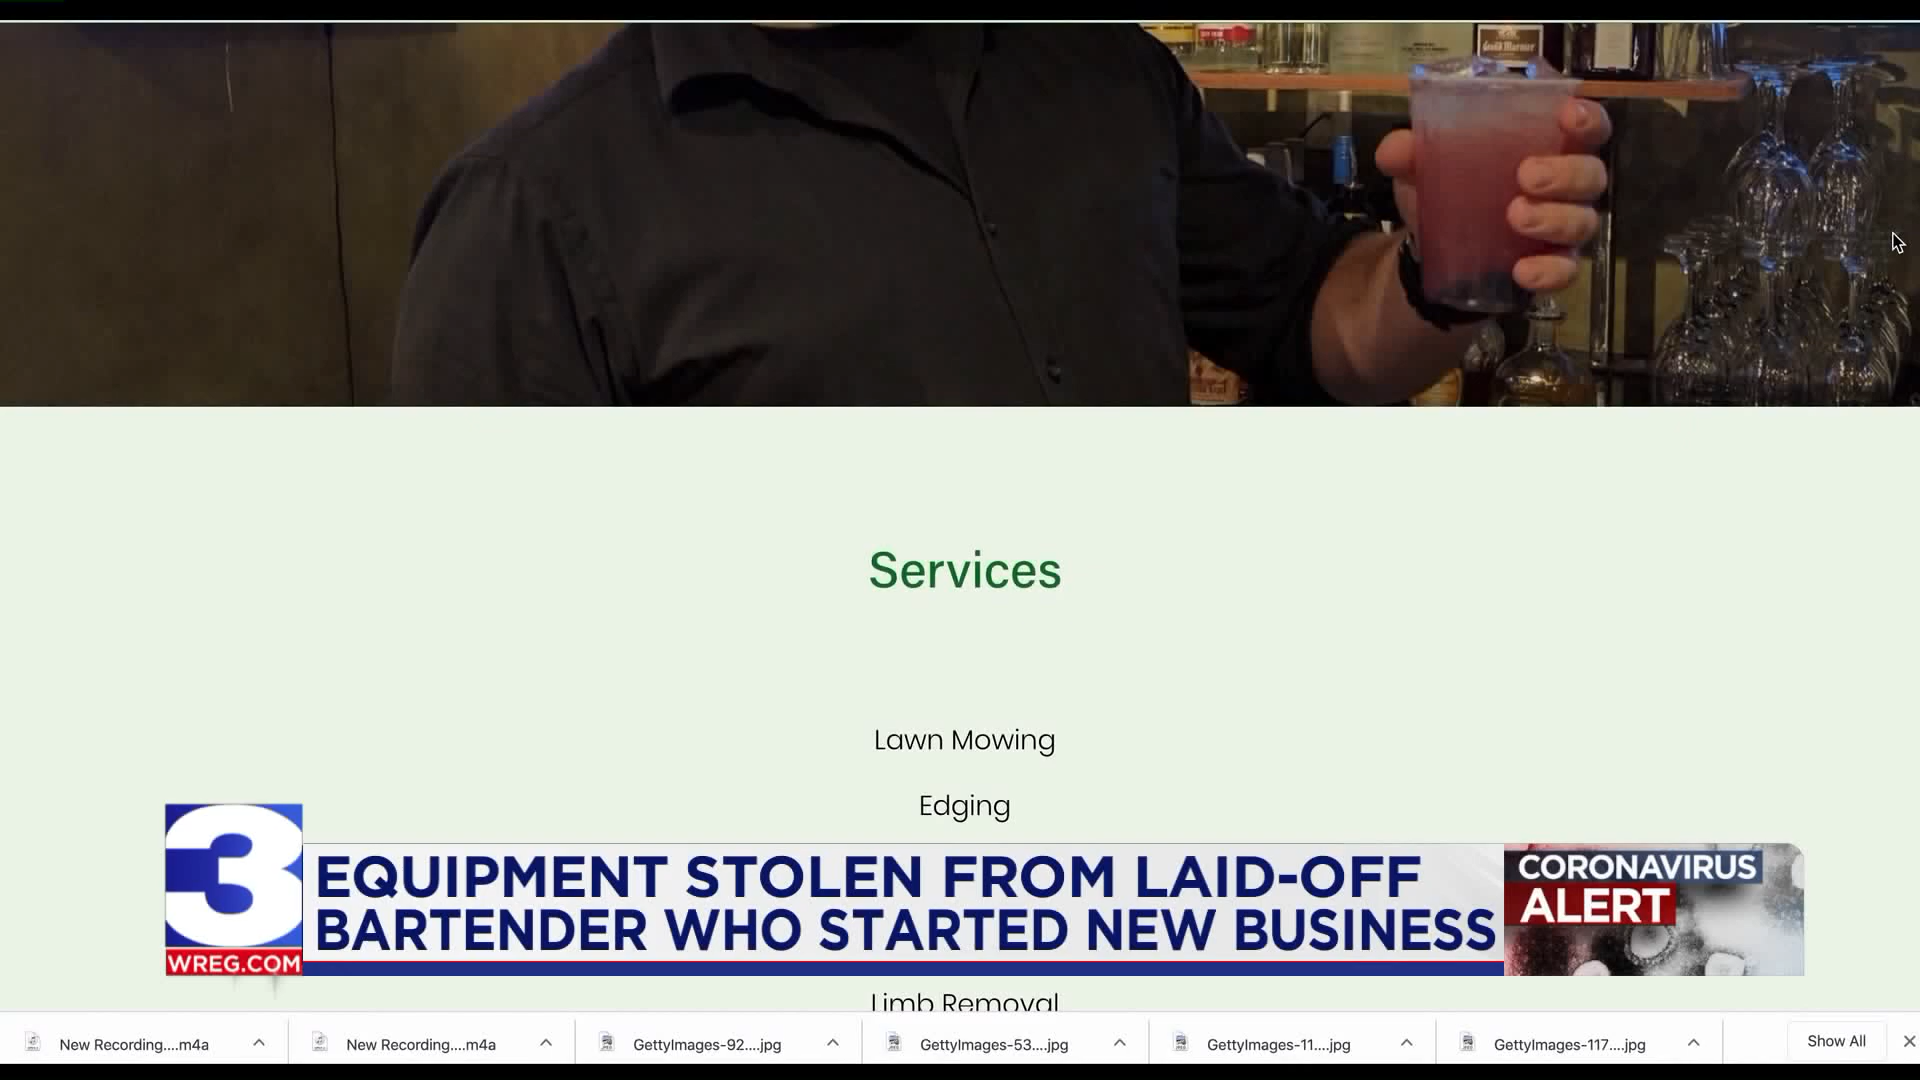 Grand Marnier
Services
Lawn Mowing
Edging
3
EQUIPMENT STOLEN FROM LAID-OFF
BARTENDER WHO STARTED NEW BUSINESS
CORONAVIRUS
ALERT
WREG.COM
Limb Removal
New Recording....m4a
New Recording....m4a
GettyImages-92....jpg
GettyImages-53....jpg
GettyImages-11....jpg
GettyImages-117....jpg
Show All